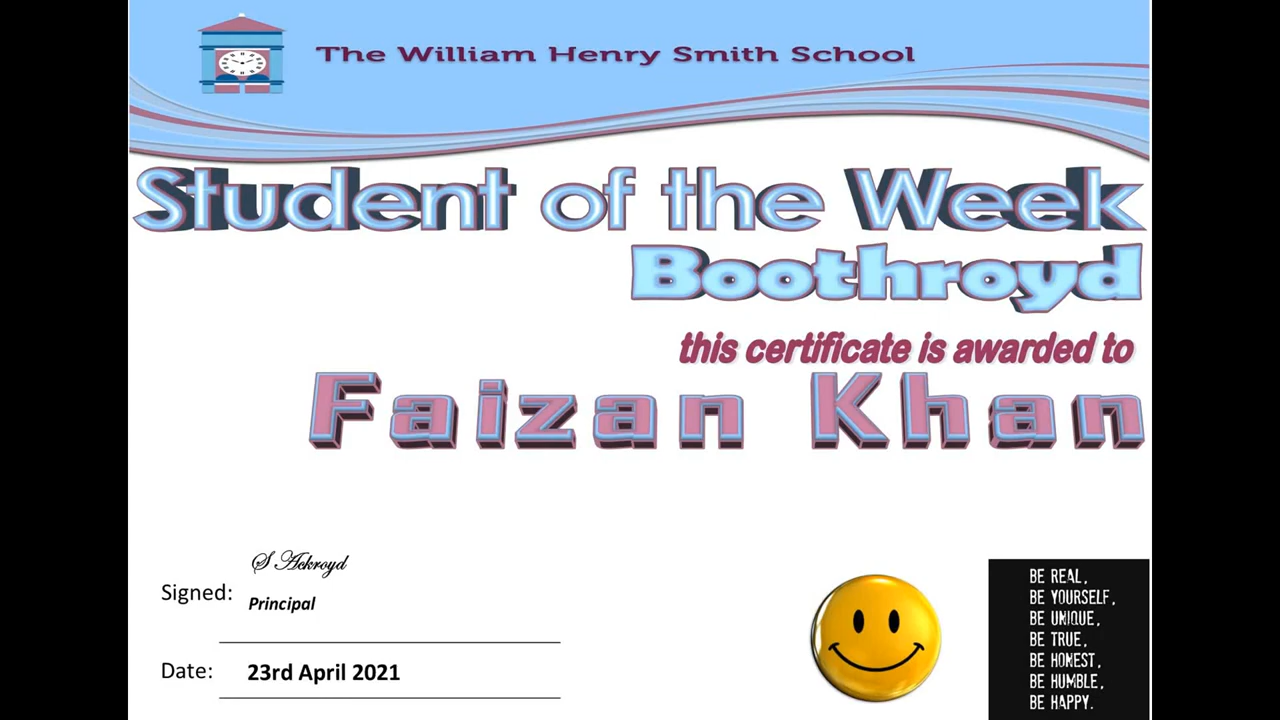 The William Henry Smith School
Student of the Week
Boothroyd
this certificate is awarded to
Faizan Khan
S Ackroyd
Signed:
Principal
Date: 23rd April 2021
BE REAL,
BE YOURSELF,
BE UNIQUE,
BE TRUE,
BE HONEST,
BE HUMBLE,
BE HAPPY.